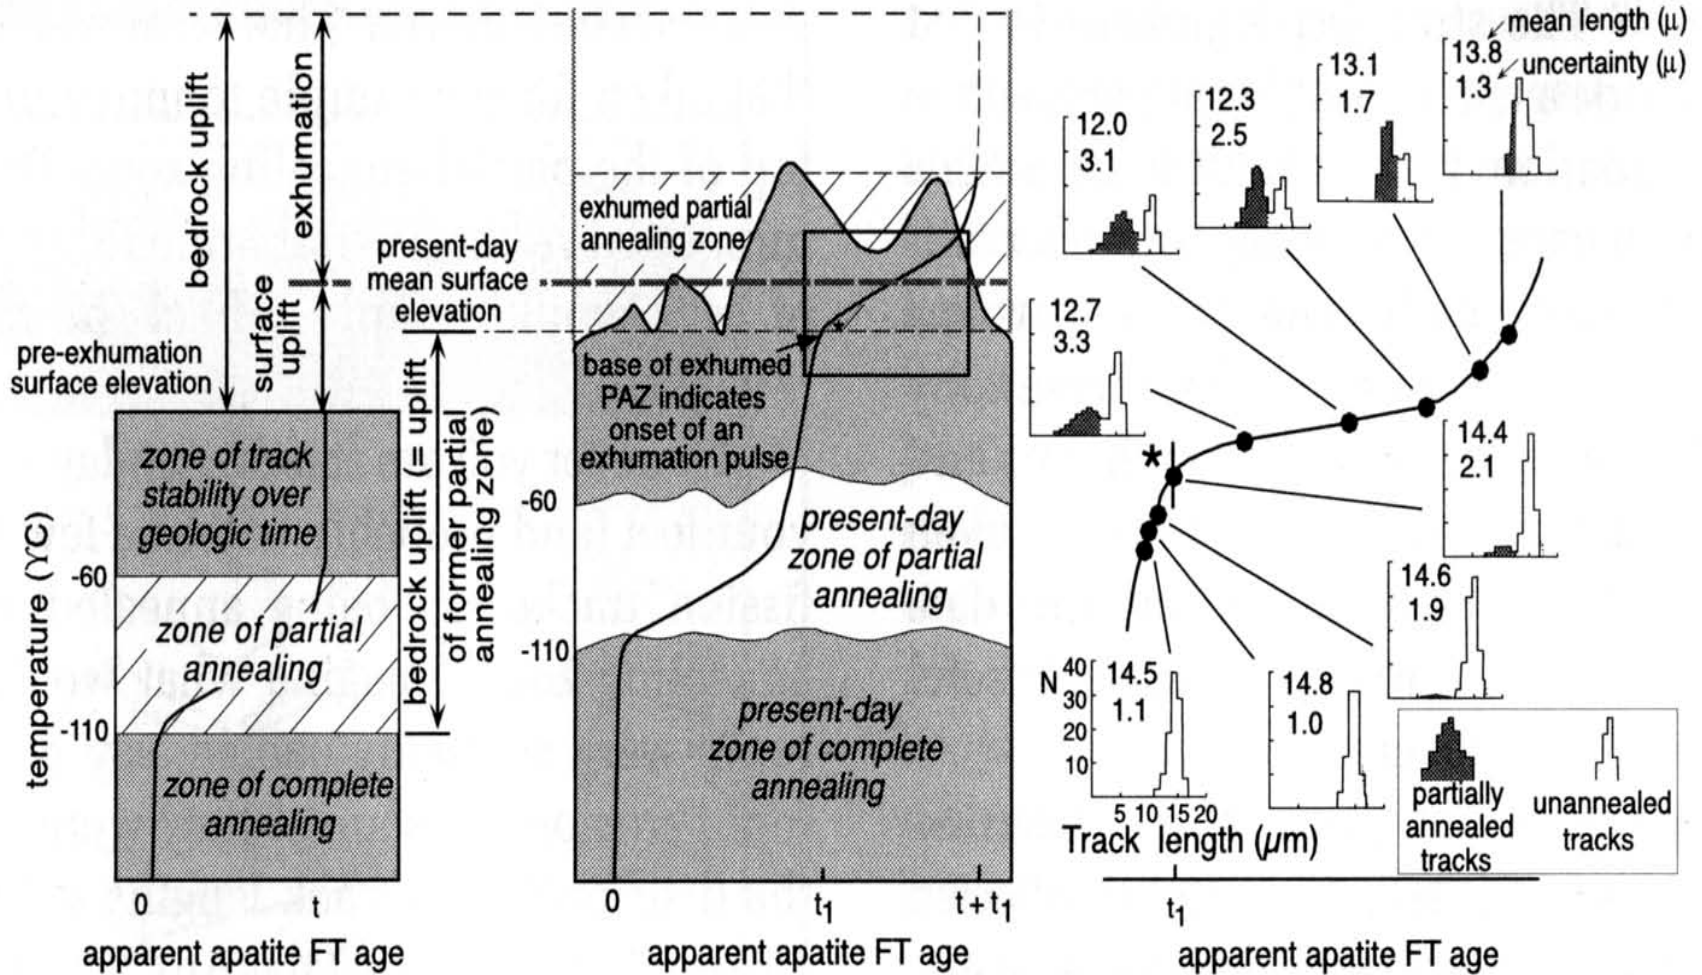 bedrock uplift
exhumation
surface
uplift
pre-exhumation
surface elevation
present-day
mean surface
elevation
temperature (ϒC)
-60
-110
zone of track
stability over
geologic time
zone of partial
annealing
zone of complete
annealing
0
t
apparent apatite FT age
bedrock uplift (= uplift
of former partial
annealing zone)
exhumed partial
annealing zone
*
base of exhumed
PAZ indicates
onset of an
exhumation pulse
-60
-110
present-day
zone of partial
annealing
present-day
zone of complete
annealing
0
t1
t+t1
apparent apatite FT age
mean length (µ)
uncertainty (µ)
13.8
1.3
13.1
1.7
12.3
2.5
12.0
3.1
12.7
3.3
*
14.4
2.1
14.6
1.9
14.8
1.0
14.5
1.1
N
40
30
20
10
5 10 15 20
Track length (µm)
partially
annealed
tracks
unannealed
tracks
t1
apparent apatite FT age